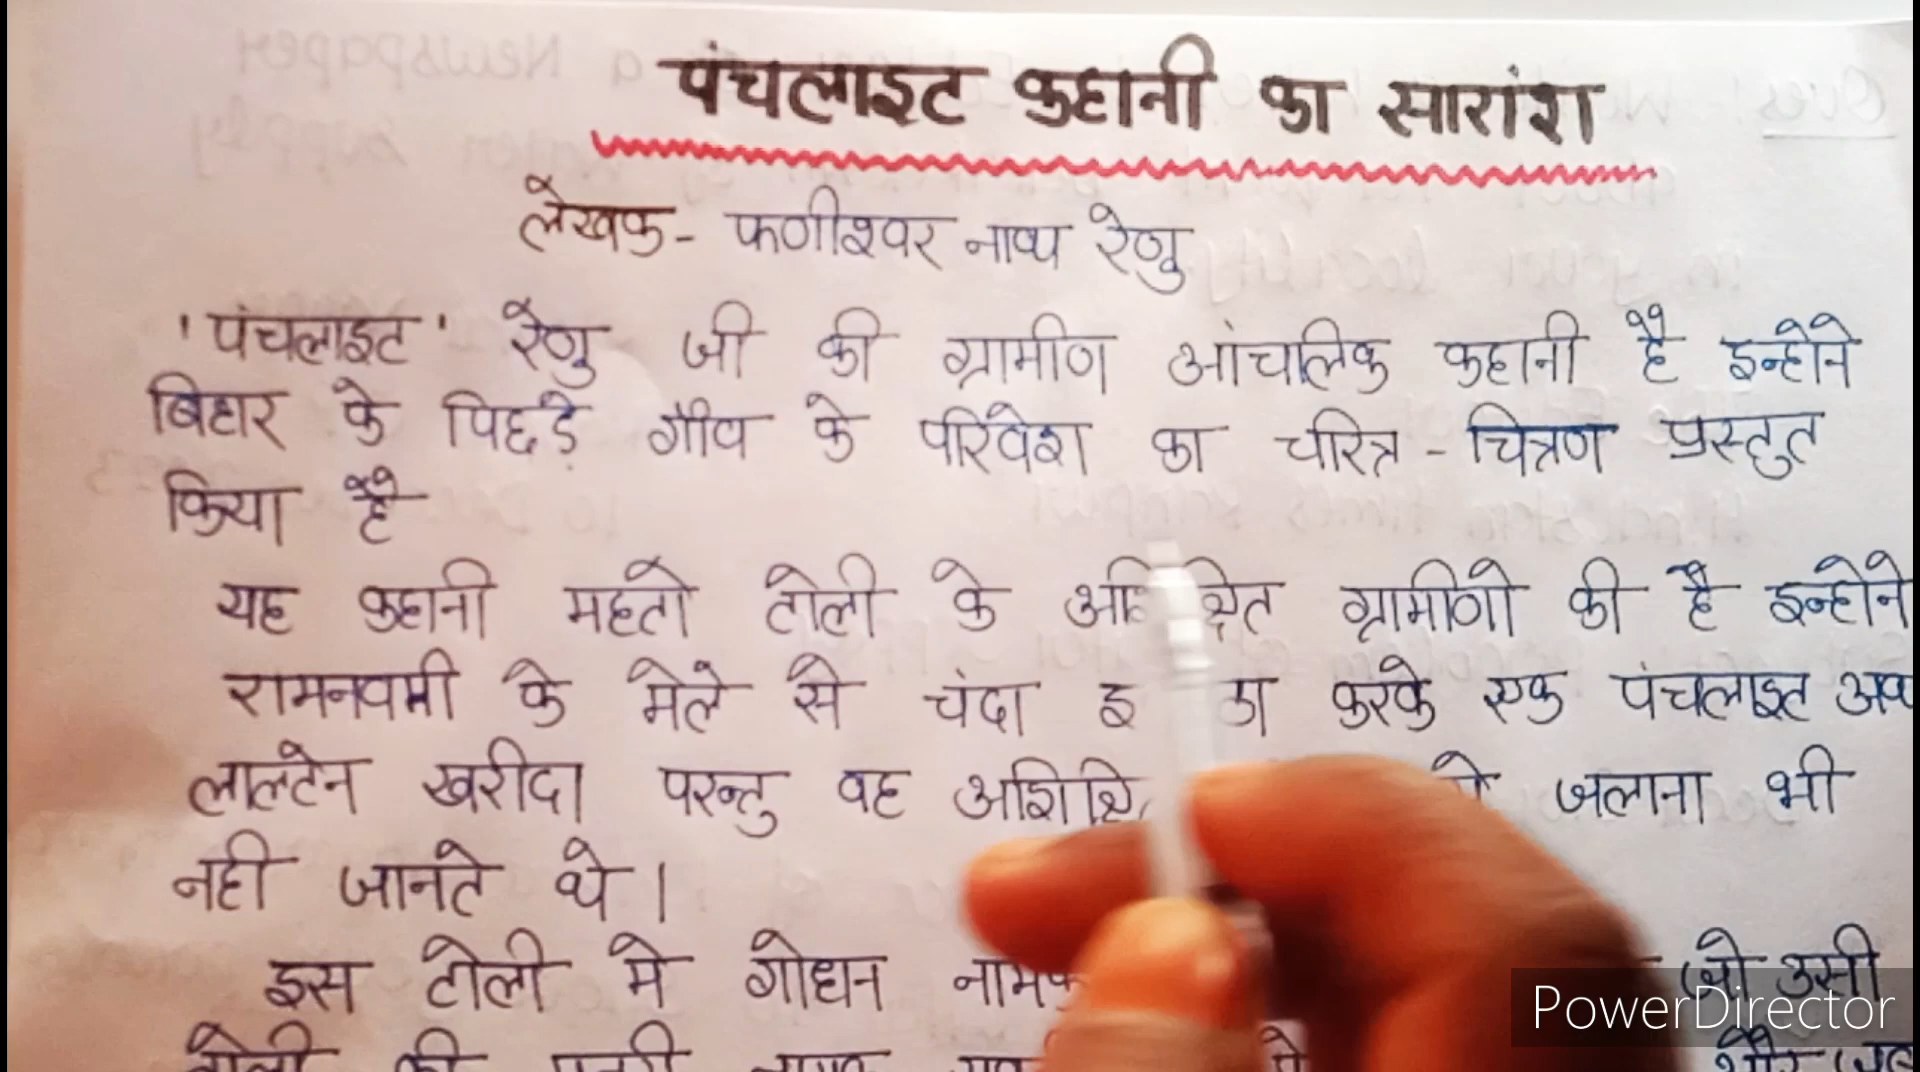 पंचलाइट कहानी का सारांश
लेखक- फणीश्वर नाथ रेणु
'पंचलाइट' रेणु जी की ग्रामीण आंचलिक कहानी है इन्होंने
बिहार के पिछड़े गाँव के परिवेश का चरित्र-चित्रण प्रस्तुत
किया है
यह कहानी महतो टोली के ग्रामीणो की है इन्होने
रामनवमी के मेले से चंदा करके एक पंचलाइट
लालटेन खरीदा परन्तु वह जलाना भी
नही जानते थे।
इस टोली मे गोधन जो उसी
PowerDirector